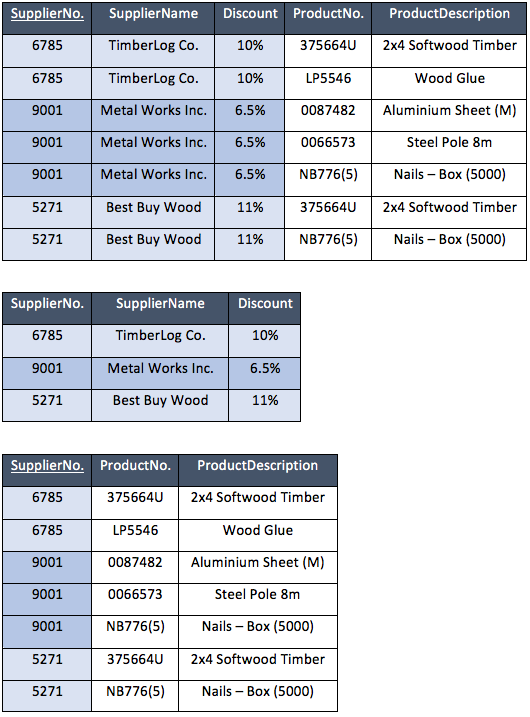 SupplierNo. SupplierName Discount ProductNo. ProductDescription
6785 TimberLog Co. 10% 375664U 2x4 Softwood Timber
6785 TimberLog Co. 10% LP5546 Wood Glue
9001 Metal Works Inc. 6.5% 0087482 Aluminium Sheet (M)
9001 Metal Works Inc. 6.5% 0066573 Steel Pole 8m
9001 Metal Works Inc. 6.5% NB776(5) Nails – Box (5000)
5271 Best Buy Wood 11% 375664U 2x4 Softwood Timber
5271 Best Buy Wood 11% NB776(5) Nails – Box (5000)
SupplierNo. SupplierName Discount
6785 TimberLog Co. 10%
9001 Metal Works Inc. 6.5%
5271 Best Buy Wood 11%
SupplierNo. ProductNo. ProductDescription
6785 375664U 2x4 Softwood Timber
6785 LP5546 Wood Glue
9001 0087482 Aluminium Sheet (M)
9001 0066573 Steel Pole 8m
9001 NB776(5) Nails – Box (5000)
5271 375664U 2x4 Softwood Timber
5271 NB776(5) Nails – Box (5000)